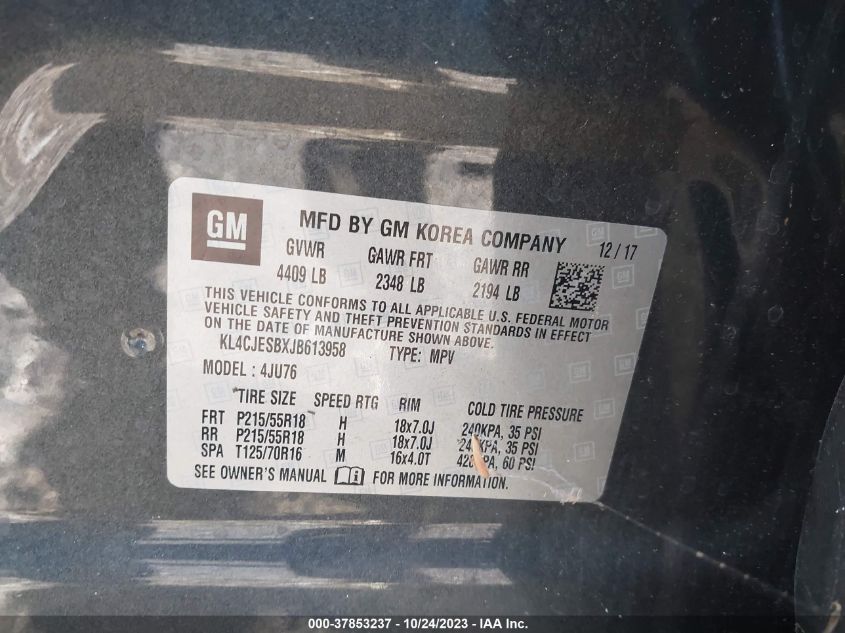 GM
MFD BY GM KOREA COMPANY 12/17
GVWR GAWR FRT GAWR RR
4409 LB 2348 LB 2194 LB
THIS VEHICLE CONFORMS TO ALL APPLICABLE U.S. FEDERAL MOTOR
VEHICLE SAFETY AND THEFT PREVENTION STANDARDS IN EFFECT
ON THE DATE OF MANUFACTURE SHOWN ABOVE.
KL4CJESBXJB613958 TYPE: MPV
MODEL : 4JU76
TIRE SIZE SPEED RTG RIM COLD TIRE PRESSURE
FRT P215/55R18 H 18x7.0J 240KPA, 35 PSI
RR P215/55R18 H 18x7.0J 35 PSI
SPA T125/70R16 M 16x4.0T 60 PSI
SEE OWNER'S MANUAL FOR MORE INFORMATION.
000-37853237 - 10/24/2023 - IAA Inc.